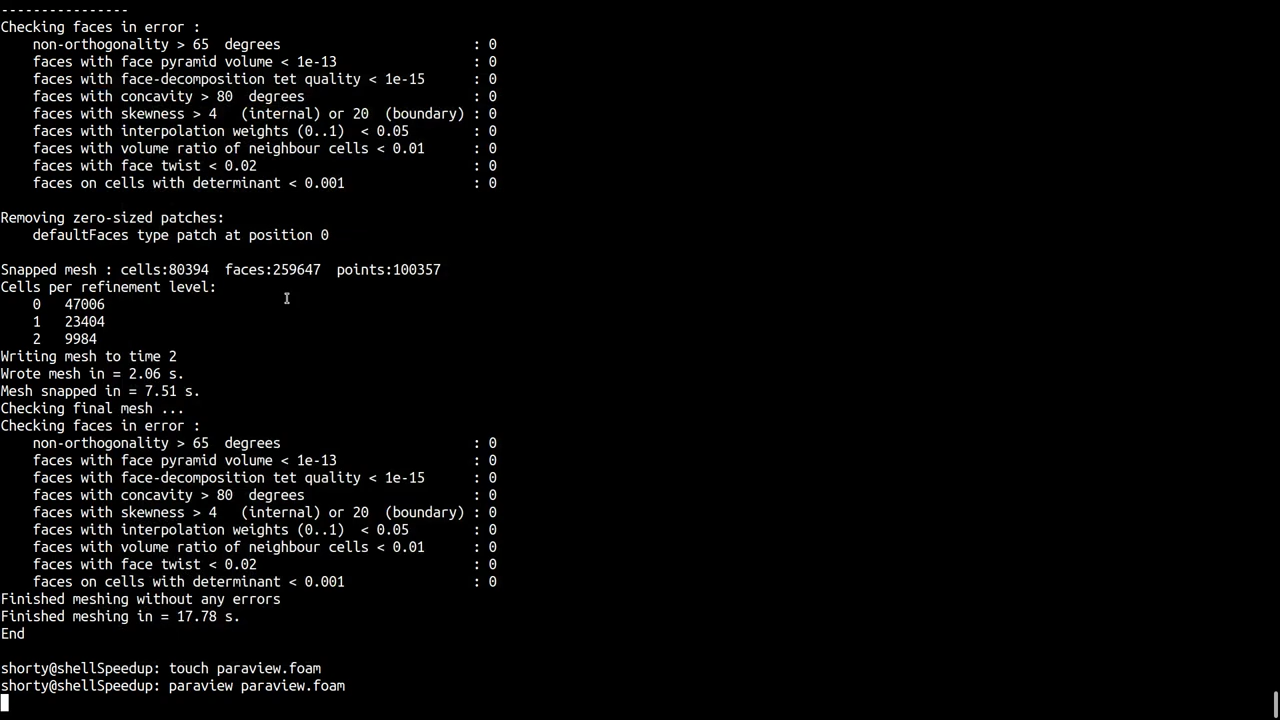 ----------------
Checking faces in error :
    non-orthogonality > 65  degrees                        : 0
    faces with face pyramid volume < 1e-13                 : 0
    faces with face-decomposition tet quality < 1e-15      : 0
    faces with concavity > 80  degrees                     : 0
    faces with skewness > 4   (internal) or 20  (boundary) : 0
    faces with interpolation weights (0..1)  < 0.05        : 0
    faces with volume ratio of neighbour cells < 0.01      : 0
    faces with face twist < 0.02                           : 0
    faces on cells with determinant < 0.001                : 0

Removing zero-sized patches:
    defaultFaces type patch at position 0

Snapped mesh : cells:80394  faces:259647  points:100357
Cells per refinement level:
    0   47006
    1   23404
    2   9984
Writing mesh to time 2
Wrote mesh in = 2.06 s.
Mesh snapped in = 7.51 s.
Checking final mesh ...
Checking faces in error :
    non-orthogonality > 65  degrees                        : 0
    faces with face pyramid volume < 1e-13                 : 0
    faces with face-decomposition tet quality < 1e-15      : 0
    faces with concavity > 80  degrees                     : 0
    faces with skewness > 4   (internal) or 20  (boundary) : 0
    faces with interpolation weights (0..1)  < 0.05        : 0
    faces with volume ratio of neighbour cells < 0.01      : 0
    faces with face twist < 0.02                           : 0
    faces on cells with determinant < 0.001                : 0
Finished meshing without any errors
Finished meshing in = 17.78 s.
End

shorty@shellSpeedup: touch paraview.foam
shorty@shellSpeedup: paraview paraview.foam